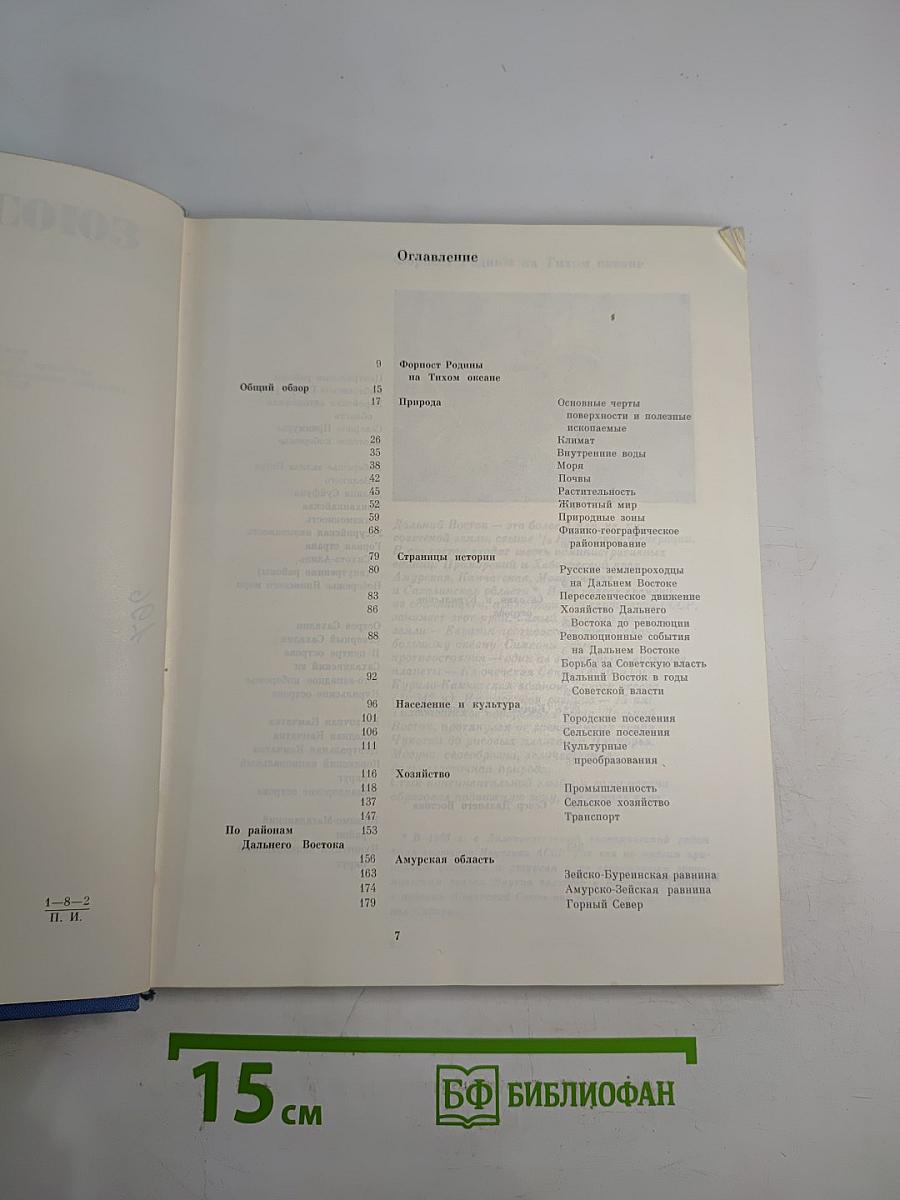 Оглавление
9 Форпост Родины
на Тихом океане
Общий обзор 15
17 Природа Основные черты
поверхности и полезные
ископаемые
26 Климат
35 Внутренние воды
38 Моря
42 Почвы
45 Растительность
52 Животный мир
59 Природные зоны
68 Физико-географическое
районирование
79 Страницы истории
80 Русские землепроходцы
на Дальнем Востоке
83 Переселенческое движение
86 Хозяйство Дальнего
Востока до революции
88 Революционные события
на Дальнем Востоке
Борьба за Советскую власть
92 Дальний Восток в годы
Советской власти
96 Население и культура
101 Городские поселения
106 Сельские поселения
111 Культурные
преобразования
116 Хозяйство
118 Промышленность
137 Сельское хозяйство
147 Транспорт
По районам 153
Дальнего Востока
156 Амурская область
163 Зейско-Буреинская равнина
174 Амурско-Зейская равнина
179 Горный Север
7
1—8—2
П. И.
15 см
БФ БИБЛИОФАН